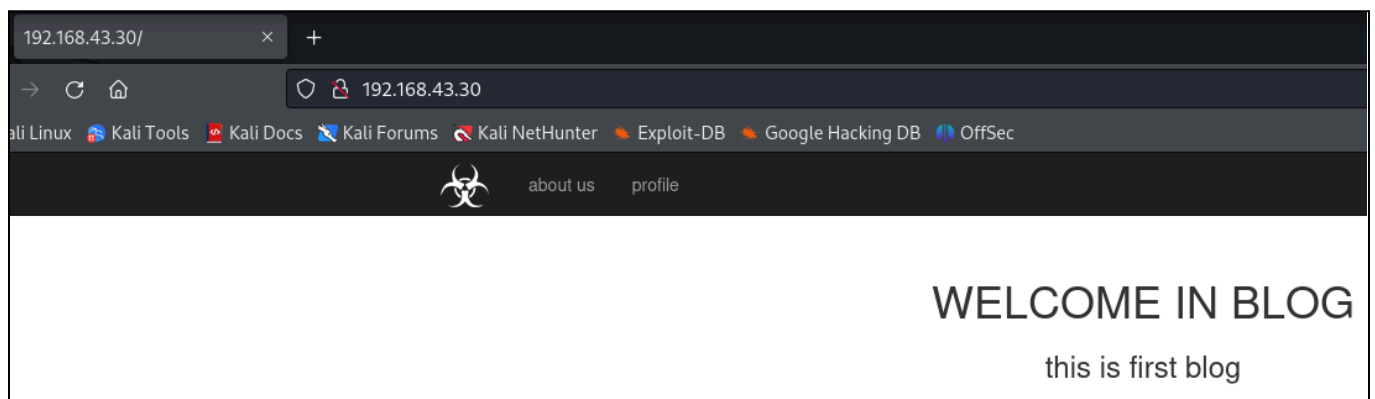 192.168.43.30/
192.168.43.30
ali Linux Kali Tools Kali Docs Kali Forums Kali NetHunter Exploit-DB Google Hacking DB OffSec
about us profile
WELCOME IN BLOG
this is first blog